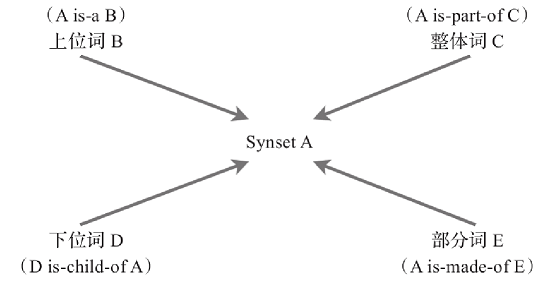 （A is-a B）
上位词 B
（A is-part-of C）
整体词 C
Synset A
下位词 D
（D is-child-of A）
部分词 E
（A is-made-of E）